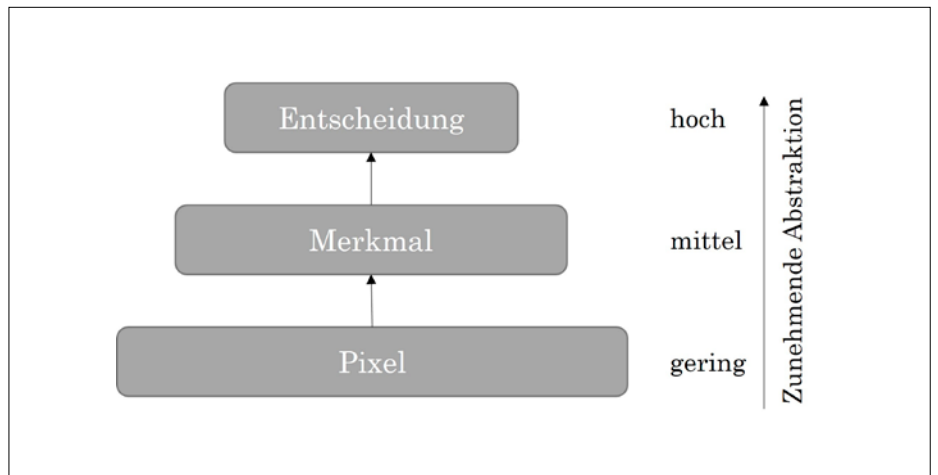 Entscheidung
hoch
Merkmal
mittel
Pixel
gering
Zunehmende Abstraktion